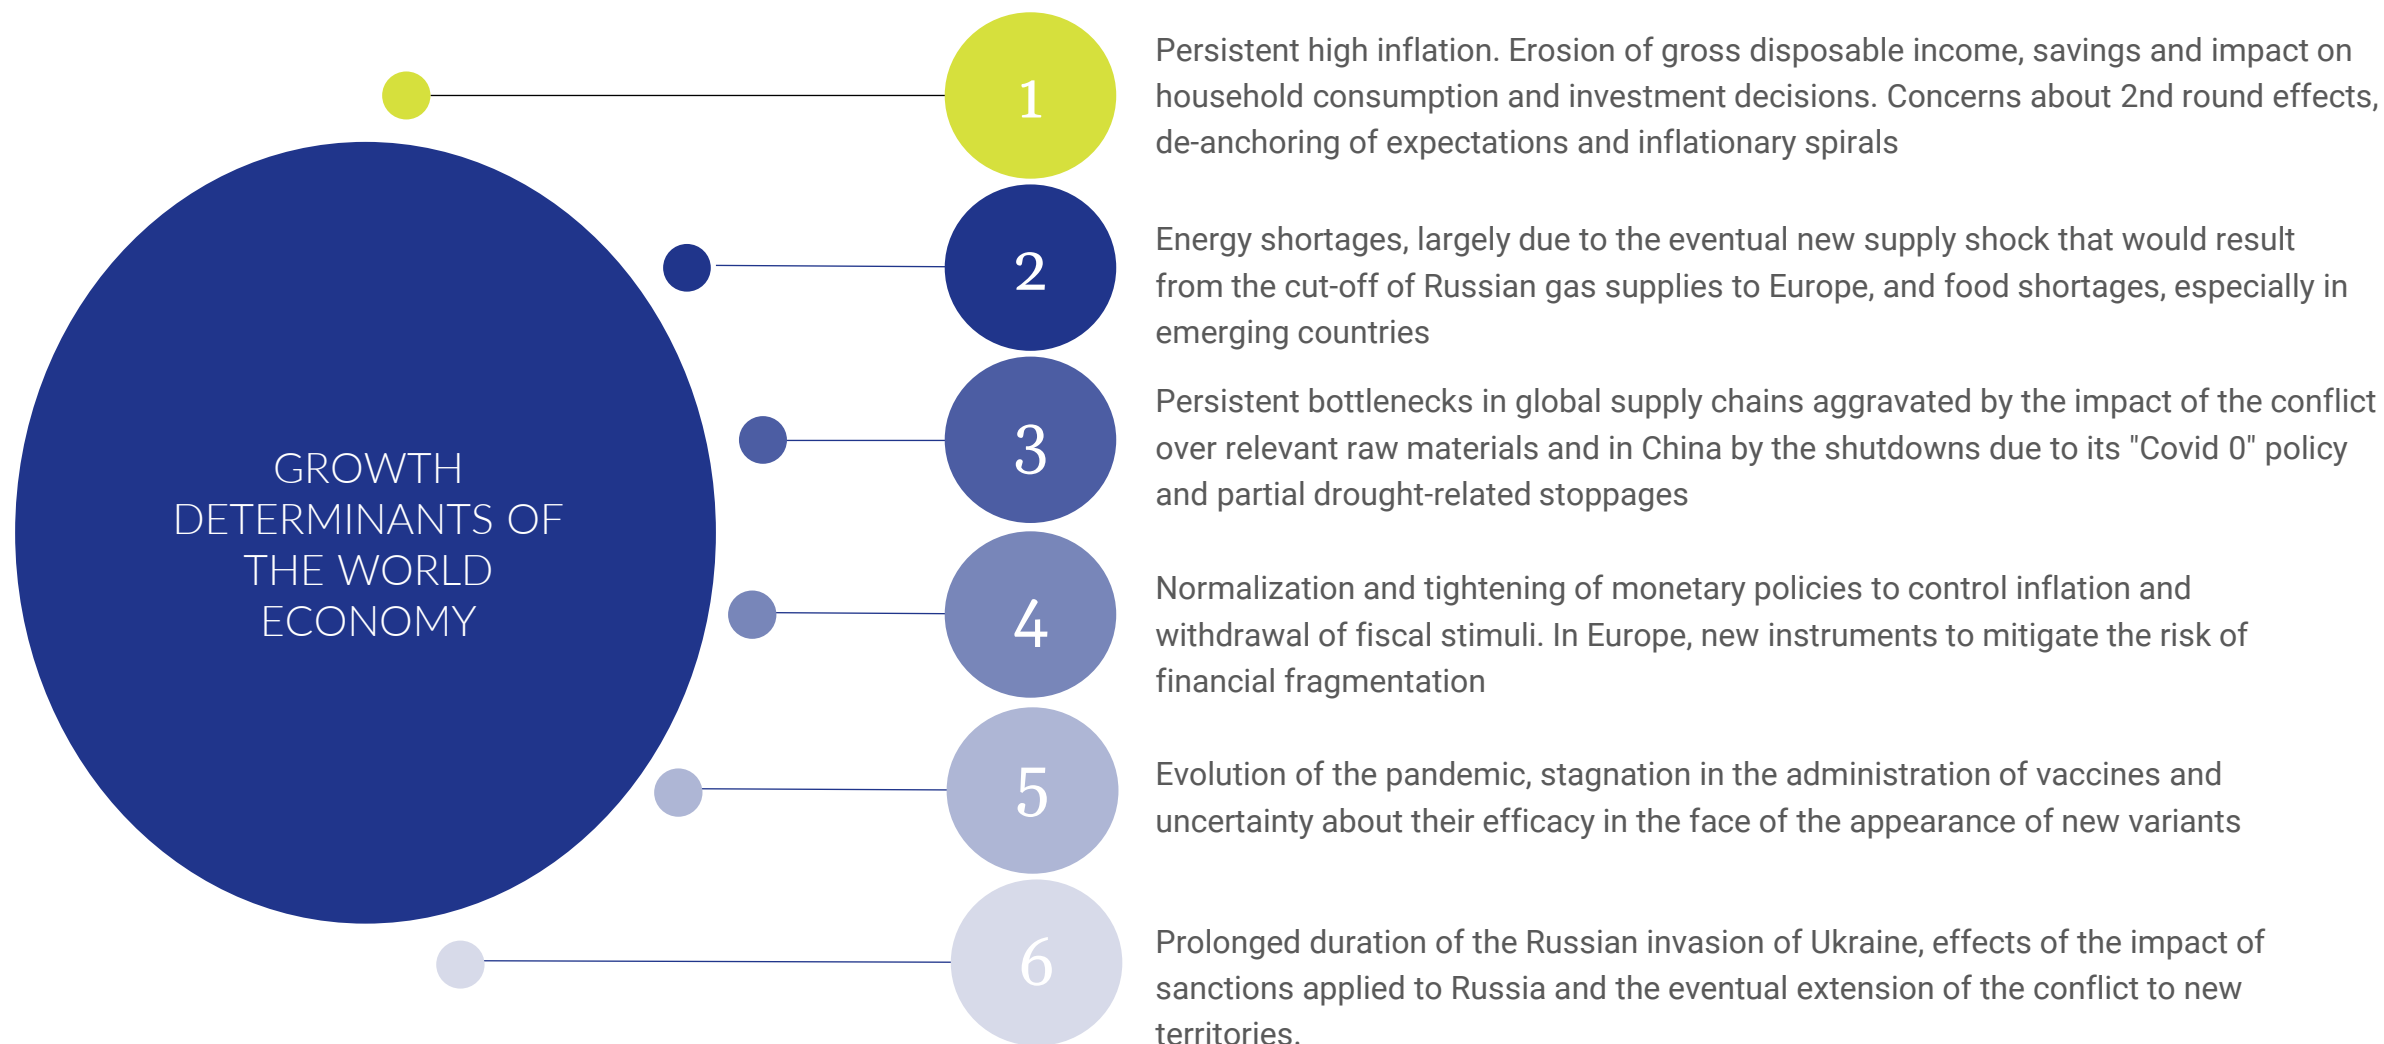 GROWTH
DETERMINANTS OF
THE WORLD
ECONOMY
1
Persistent high inflation. Erosion of gross disposable income, savings and impact on
household consumption and investment decisions. Concerns about 2nd round effects,
de-anchoring of expectations and inflationary spirals
2
Energy shortages, largely due to the eventual new supply shock that would result
from the cut-off of Russian gas supplies to Europe, and food shortages, especially in
emerging countries
3
Persistent bottlenecks in global supply chains aggravated by the impact of the conflict
over relevant raw materials and in China by the shutdowns due to its "Covid 0" policy
and partial drought-related stoppages
4
Normalization and tightening of monetary policies to control inflation and
withdrawal of fiscal stimuli. In Europe, new instruments to mitigate the risk of
financial fragmentation
5
Evolution of the pandemic, stagnation in the administration of vaccines and
uncertainty about their efficacy in the face of the appearance of new variants
6
Prolonged duration of the Russian invasion of Ukraine, effects of the impact of
sanctions applied to Russia and the eventual extension of the conflict to new
territories.